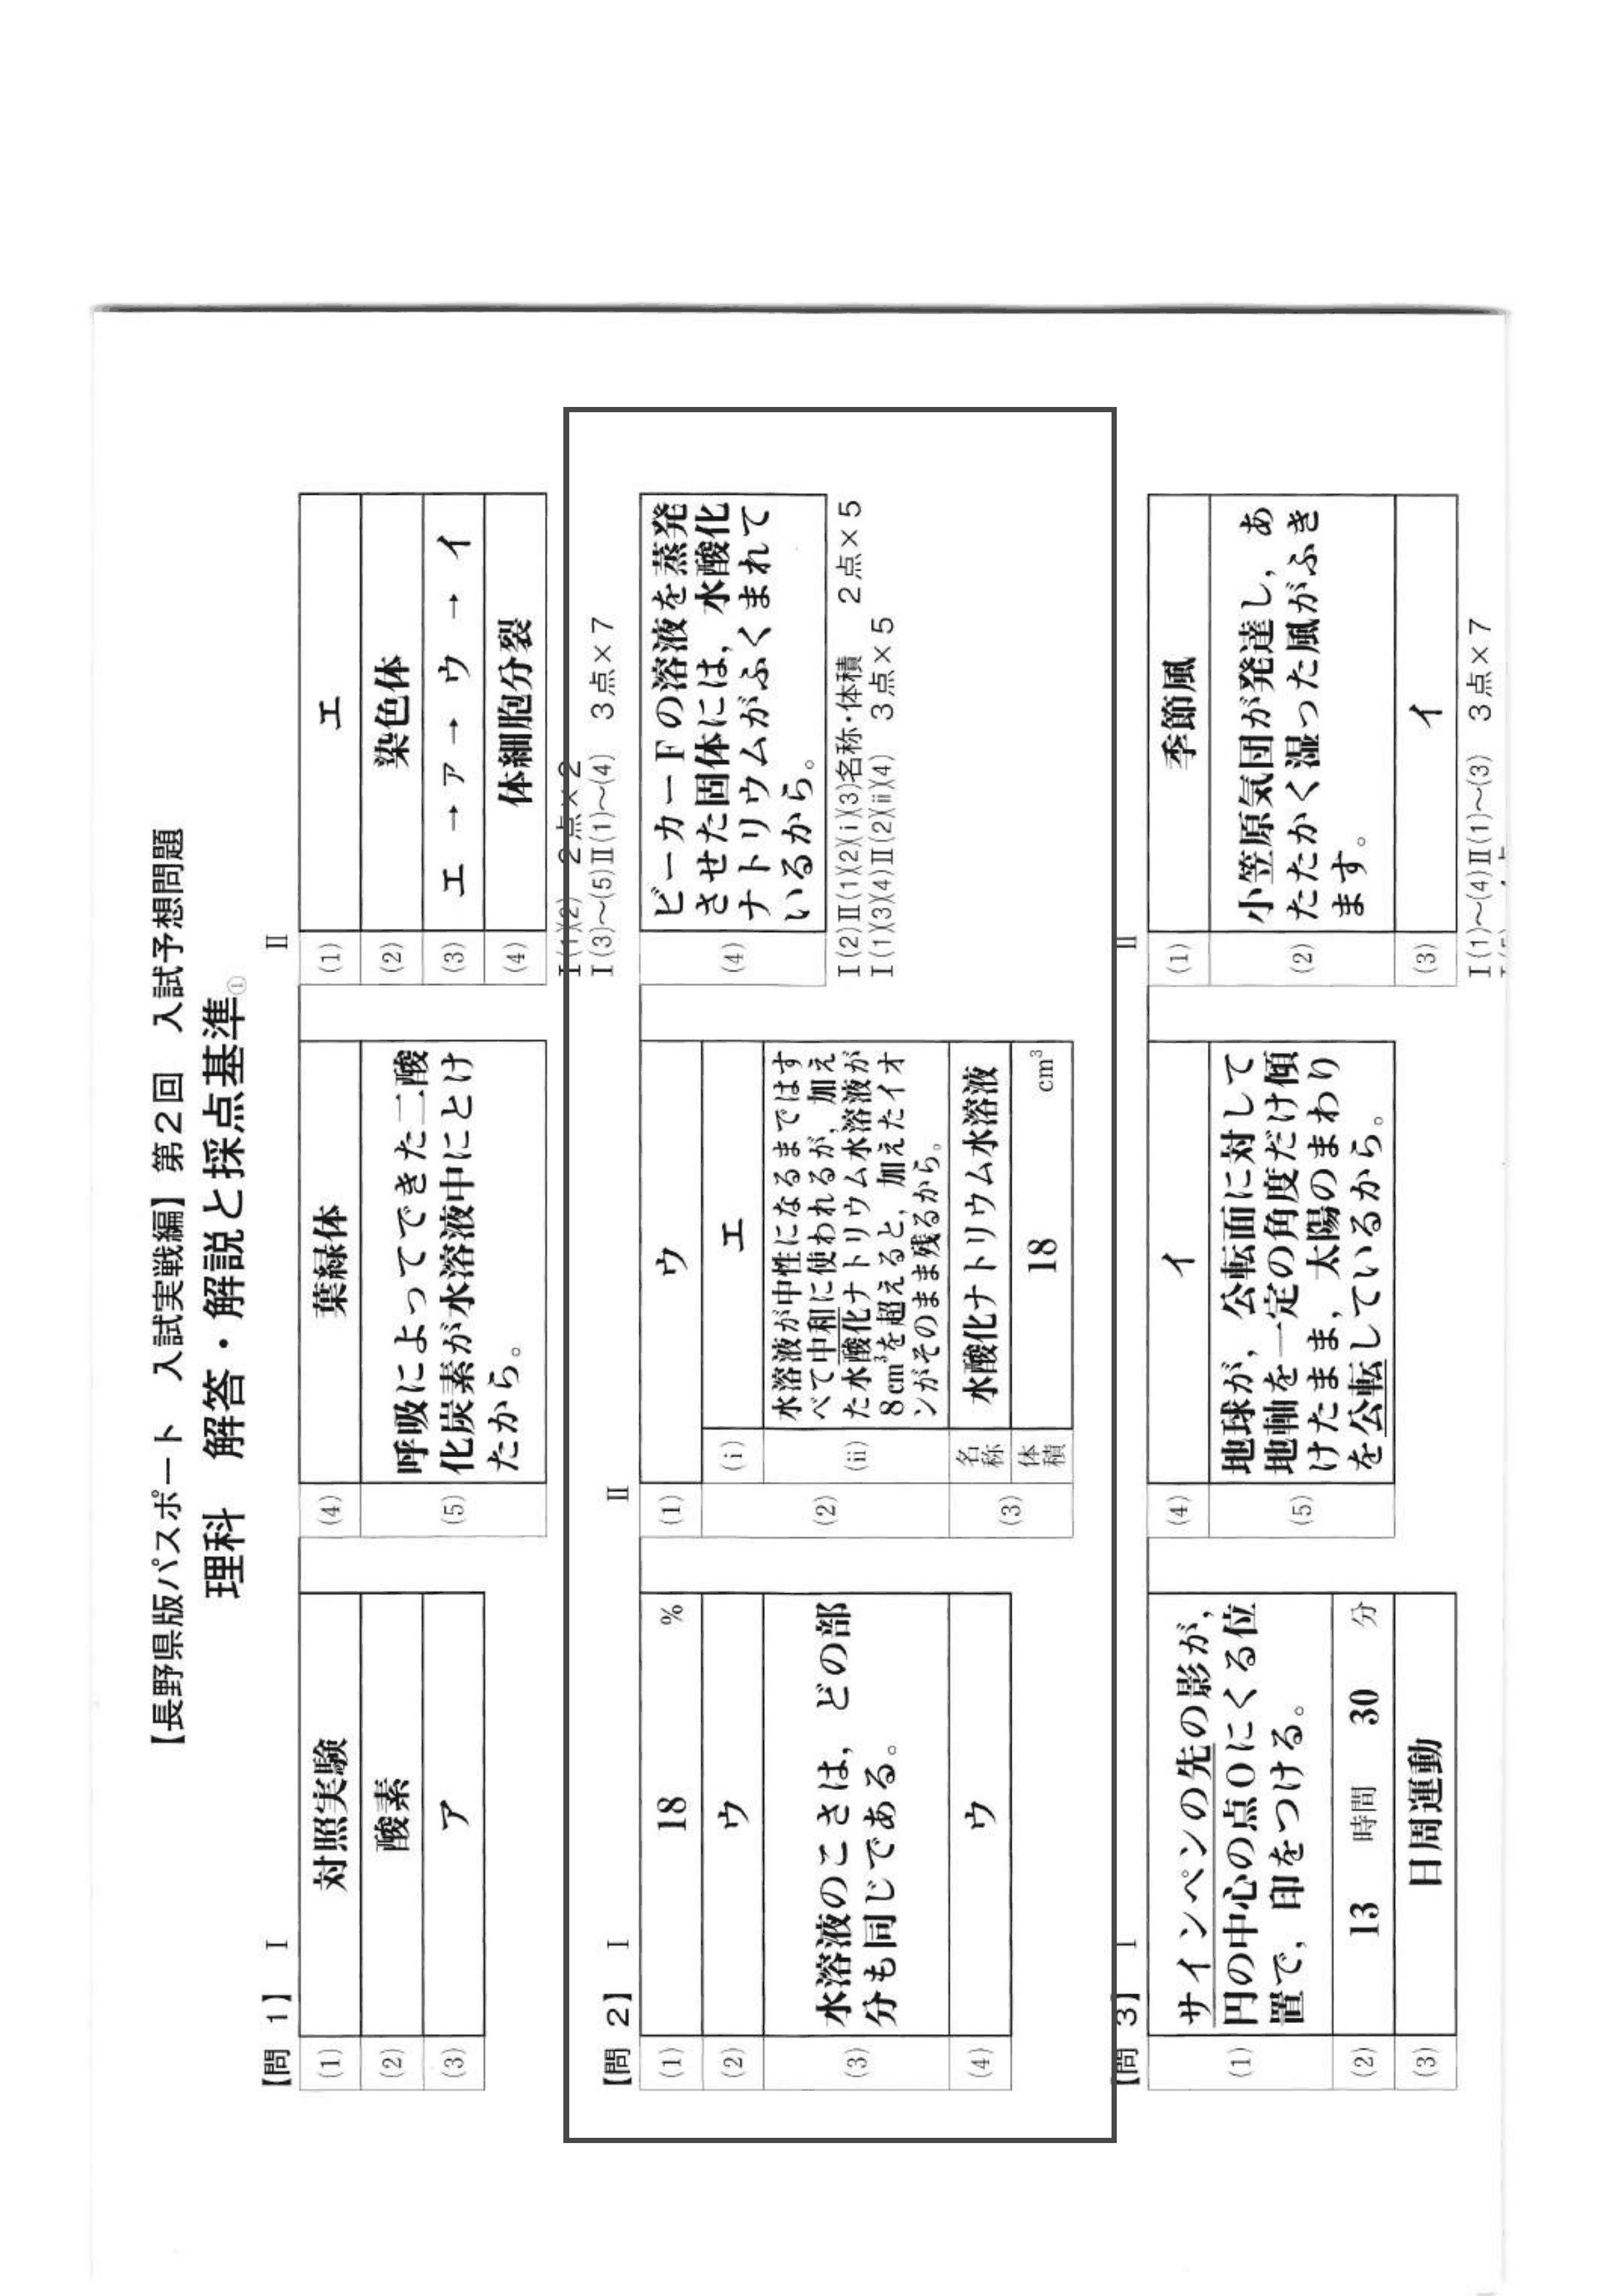 【長野県版パスポート 入試実戦編】第2回 入試予想問題
理科 解答・解説と採点基準①
【問 1】 Ⅰ
(1) 対照実験
(2) 酸素
(3) ア
(4) 葉緑体
(5) 呼吸によってできた二酸
化炭素が水溶液中にとけ
たから。
Ⅱ
(1) エ
(2) 染色体
(3) エ → ア → ウ → イ
(4) 体細胞分裂
Ⅰ(1)(2) 2点×2
Ⅰ(3)~(5)Ⅱ(1)~(4) 3点×7
【問 2】 Ⅰ
(1) 18 %
(2) ウ
(3) 水溶液のこさは,どの部
分も同じである。
(4) ウ
Ⅱ
(1) ウ
(2) (ⅰ) エ
(ⅱ) 水溶液が中性になるまではす
べて中和に使われるが,加え
た水酸化ナトリウム水溶液が
8cm³を超えると,加えたイオ
ンがそのまま残るから。
(3) 名称 水酸化ナトリウム水溶液
体積 18 cm³
(4) ビーカーFの溶液を蒸発
させた固体には,水酸化
ナトリウムがふくまれて
いるから。
Ⅰ(2)Ⅱ(1)(2)(ⅰ)(3)名称・体積 2点×5
Ⅰ(1)(3)(4)Ⅱ(2)(ⅱ)(4) 3点×5
【問 3】 Ⅰ
(1) サインペンの先の影が,
円の中心の点Oにくる位
置で,印をつける。
(2) 13 時間 30 分
(3) 日周運動
(4) イ
(5) 地球が,公転面に対して
地軸を一定の角度だけ傾
けたまま,太陽のまわり
を公転しているから。
Ⅱ
(1) 季節風
(2) 小笠原気団が発達し,あ
たたかく湿った風がふき
ます。
(3) イ
Ⅰ(1)~(4)Ⅱ(1)~(3) 3点×7